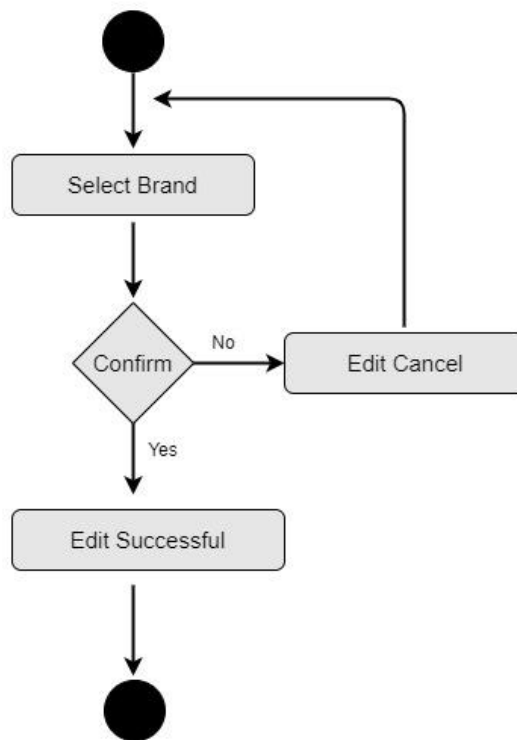 Select Brand
Confirm
No
Edit Cancel
Yes
Edit Successful